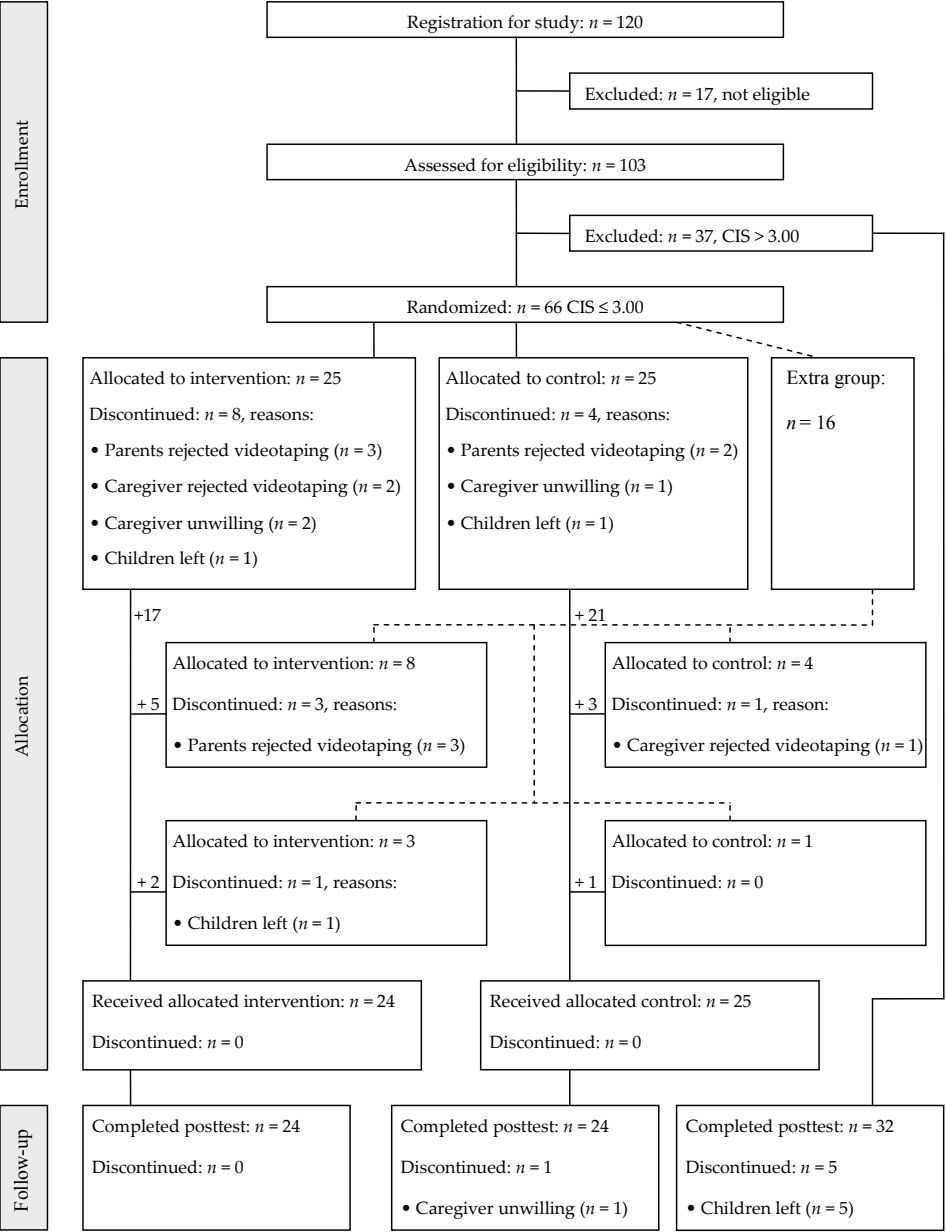 Enrollment
Registration for study: n = 120
Excluded: n = 17, not eligible
Assessed for eligibility: n = 103
Excluded: n = 37, CIS > 3.00
Randomized: n = 66 CIS ≤ 3.00
Allocation
Allocated to intervention: n = 25
Discontinued: n = 8, reasons:
• Parents rejected videotaping (n = 3)
• Caregiver rejected videotaping (n = 2)
• Caregiver unwilling (n = 2)
• Children left (n = 1)
Allocated to control: n = 25
Discontinued: n = 4, reasons:
• Parents rejected videotaping (n = 2)
• Caregiver unwilling (n = 1)
• Children left (n = 1)
Extra group:
n = 16
+17
+ 21
Allocated to intervention: n = 8
Discontinued: n = 3, reasons:
• Parents rejected videotaping (n = 3)
+ 5
Allocated to control: n = 4
Discontinued: n = 1, reason:
• Caregiver rejected videotaping (n = 1)
+ 3
Allocated to intervention: n = 3
Discontinued: n = 1, reasons:
• Children left (n = 1)
+ 2
Allocated to control: n = 1
Discontinued: n = 0
+ 1
Received allocated intervention: n = 24
Discontinued: n = 0
Received allocated control: n = 25
Discontinued: n = 0
Follow-up
Completed posttest: n = 24
Discontinued: n = 0
Completed posttest: n = 24
Discontinued: n = 1
• Caregiver unwilling (n = 1)
Completed posttest: n = 32
Discontinued: n = 5
• Children left (n = 5)